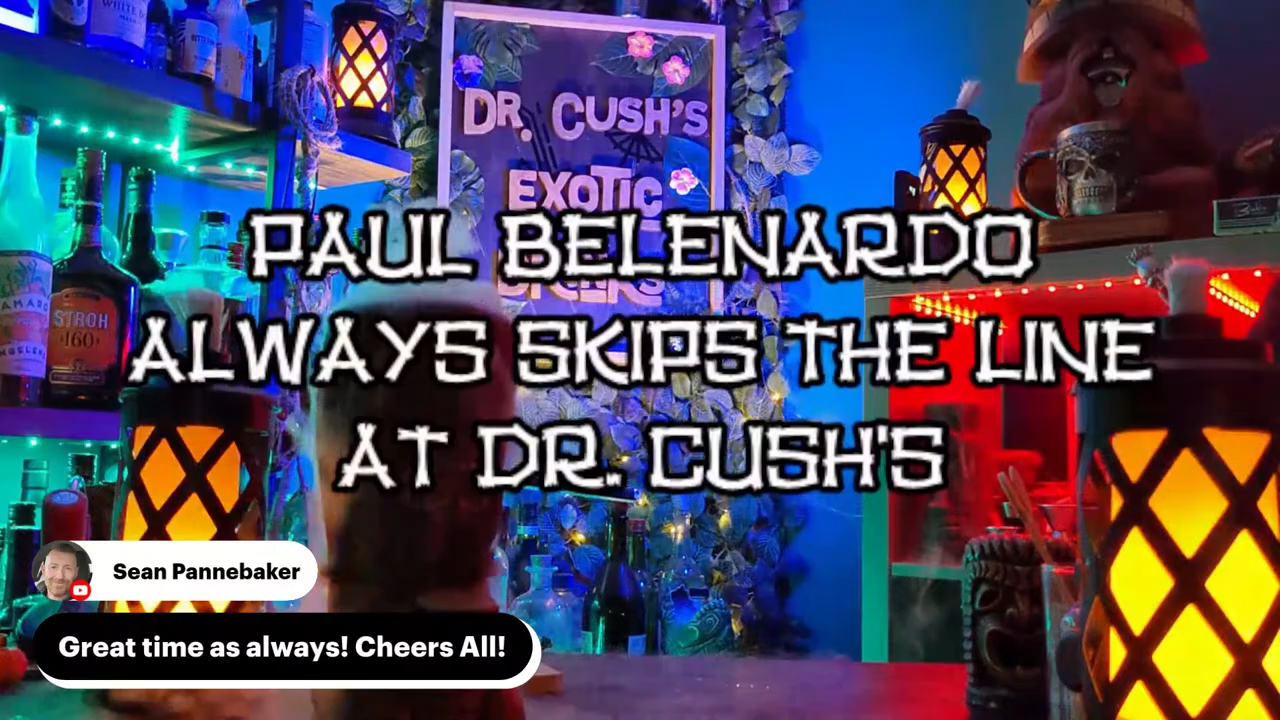 DR. CUSH'S
EXOTIC
PAUL BELENARDO
ALWAYS SKIPS THE LINE
AT DR. CUSH'S
STROH
160
Sean Pannebaker
Great time as always! Cheers All!